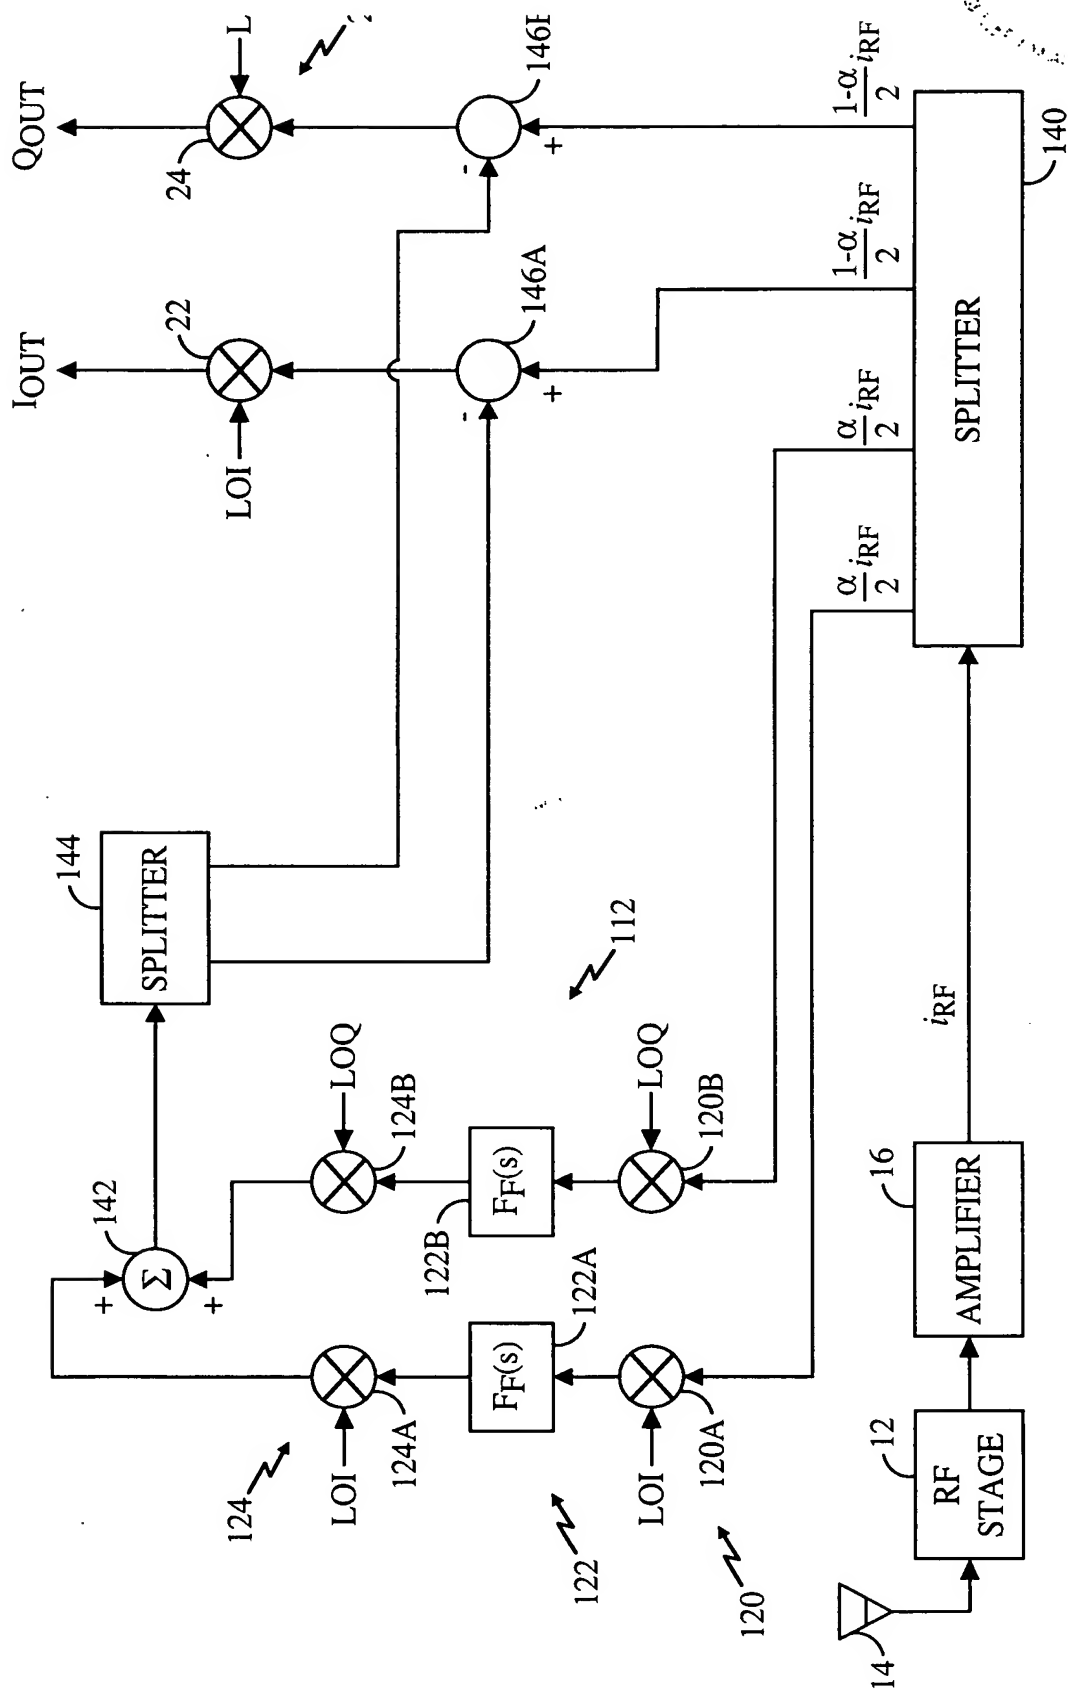 14
RF
STAGE
12
AMPLIFIER
16
iRF
SPLITTER
140
α/2 iRF
α/2 iRF
1-α/2 iRF
1-α/2 iRF
120
LOI
120A
LOQ
120B
122
FF(s)
122A
FF(s)
122B
112
124
LOI
124A
LOQ
124B
+
+
Σ
142
SPLITTER
144
-
+
146A
-
+
LOI
22
24
L
IOUT
QOUT